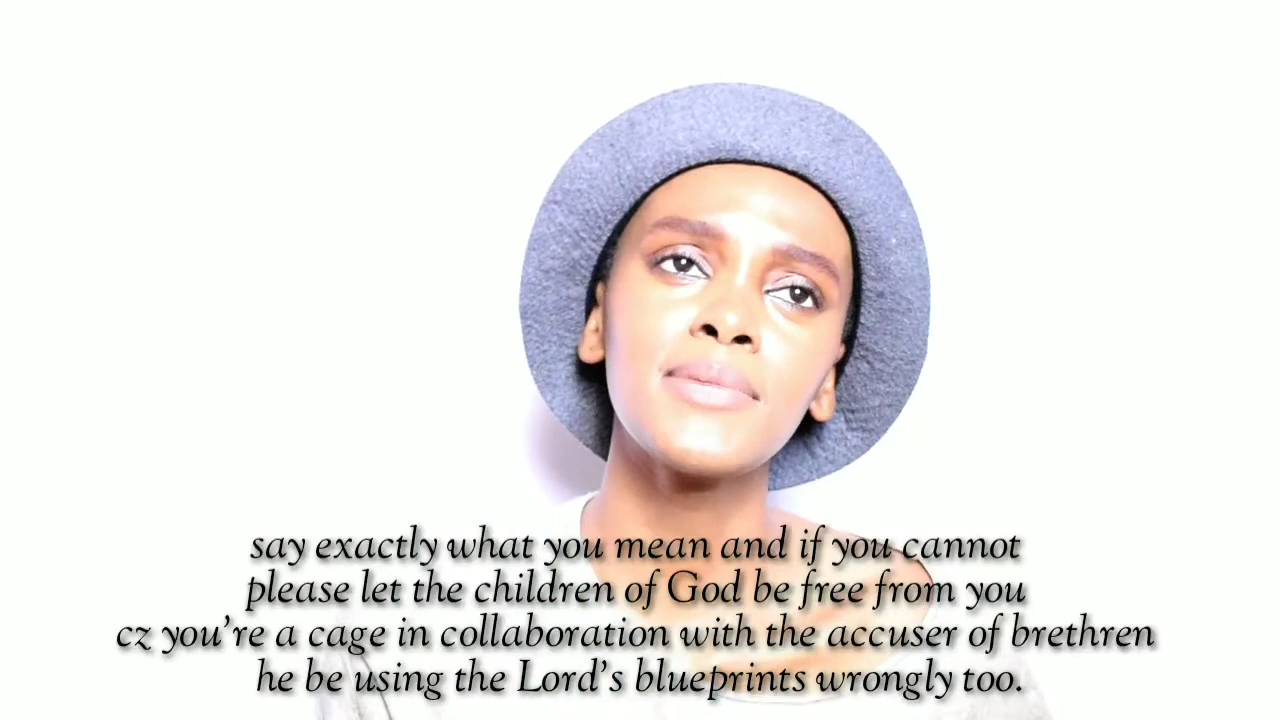 say exactly what you mean and if you cannot
please let the children of God be free from you
cz you're a cage in collaboration with the accuser of brethren
he be using the Lord's blueprints wrongly too.